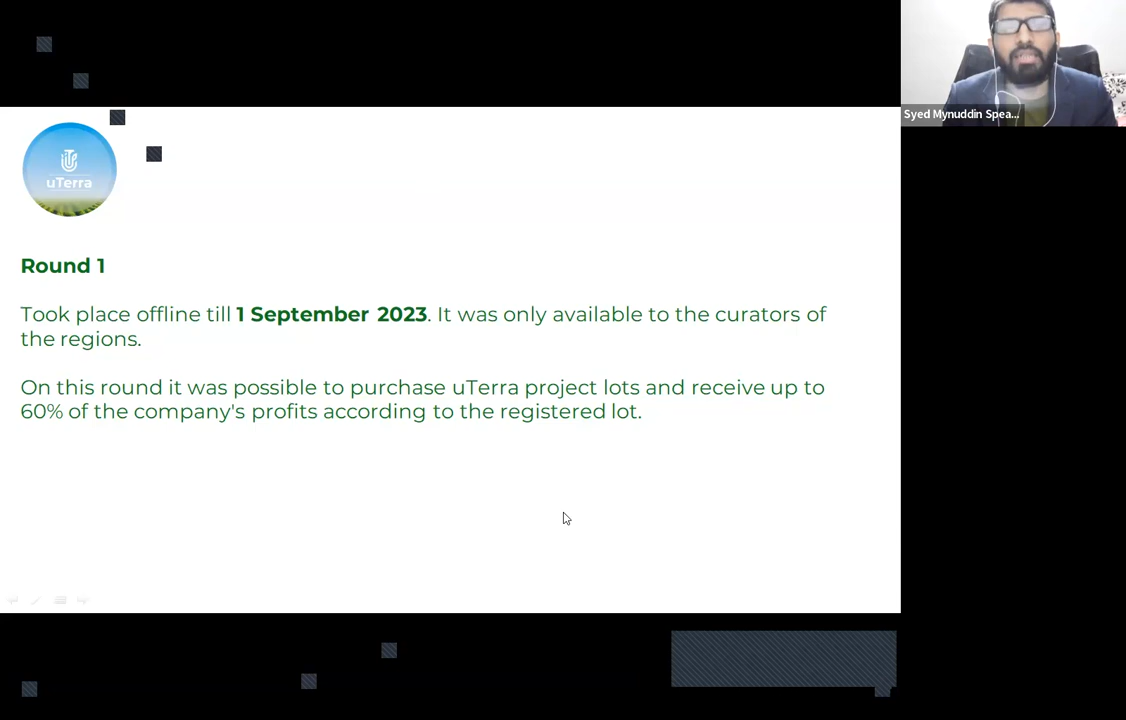 Syed Mynuddin Spea...
uTerra
Round 1
Took place offline till 1 September 2023. It was only available to the curators of
the regions.
On this round it was possible to purchase uTerra project lots and receive up to
60% of the company's profits according to the registered lot.